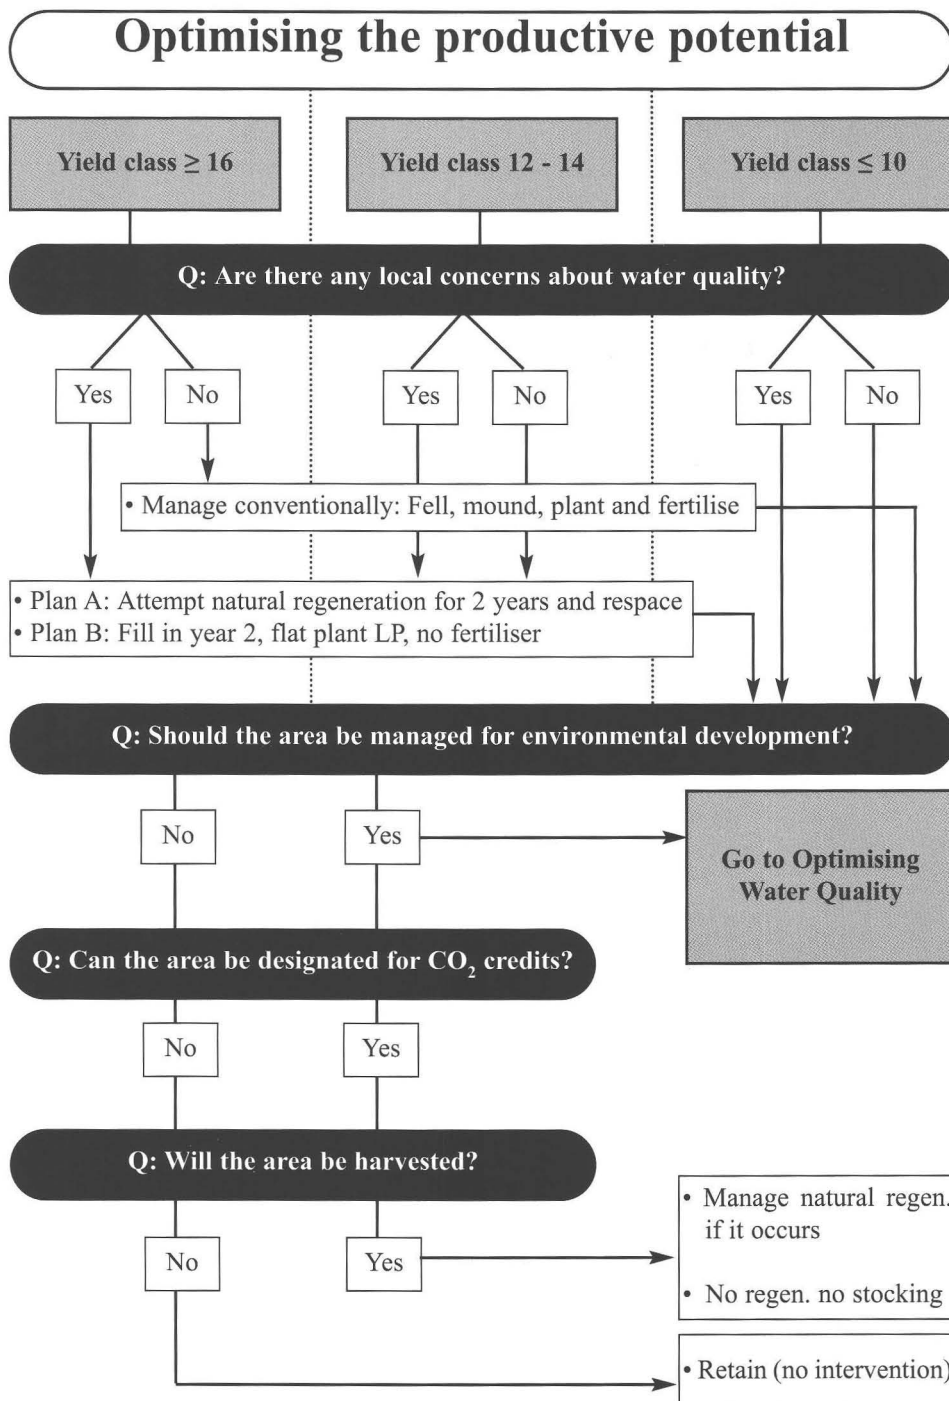 Optimising the productive potential
Yield class ≥ 16
Yield class 12 - 14
Yield class ≤ 10
Q: Are there any local concerns about water quality?
Yes
No
Yes
No
Yes
No
• Manage conventionally: Fell, mound, plant and fertilise
• Plan A: Attempt natural regeneration for 2 years and respace
• Plan B: Fill in year 2, flat plant LP, no fertiliser
Q: Should the area be managed for environmental development?
No
Yes
Go to Optimising
Water Quality
Q: Can the area be designated for CO₂ credits?
No
Yes
Q: Will the area be harvested?
No
Yes
• Manage natural regen.
if it occurs
• No regen. no stocking
• Retain (no intervention)